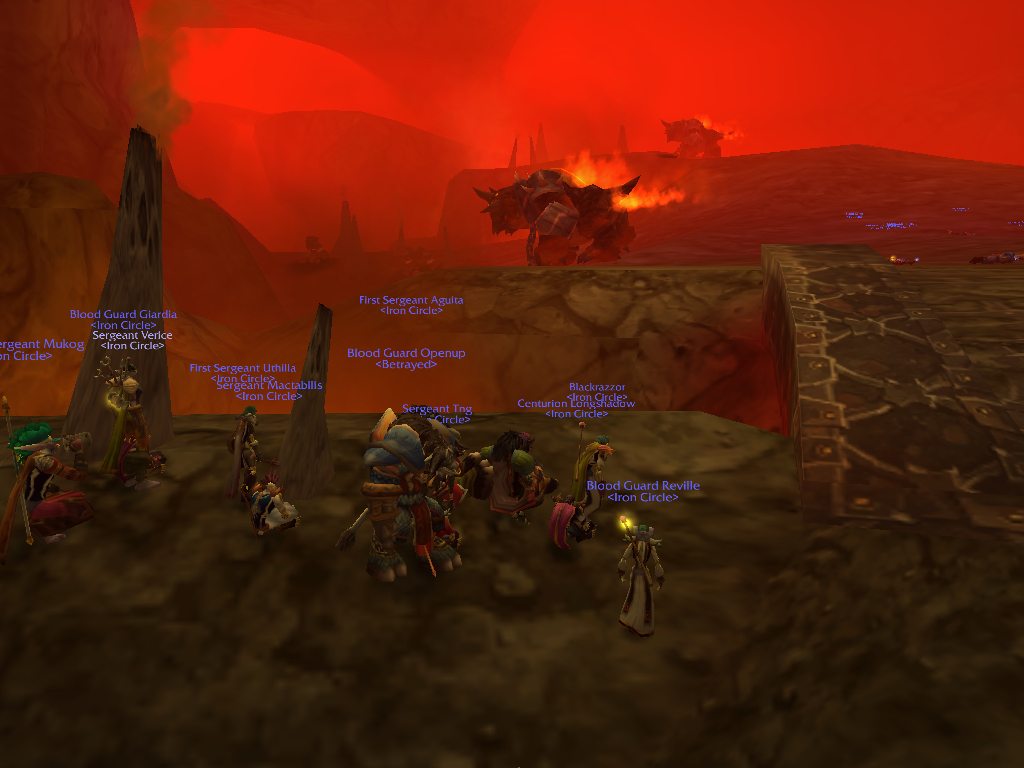 First Sergeant Aguita
<Iron Circle>
Blood Guard Giardia
<Iron Circle>
Sergeant Verice
<Iron Circle>
ergeant Mukog
on Circle>
Blood Guard Openup
<Betrayed>
First Sergeant Uthilla
<Iron Circle>
Sergeant Mactabilis
<Iron Circle>
Blackrazzor
<Iron Circle>
Centurion Longshadow
<Iron Circle>
Sergeant Tng
Circle>
Blood Guard Reville
<Iron Circle>